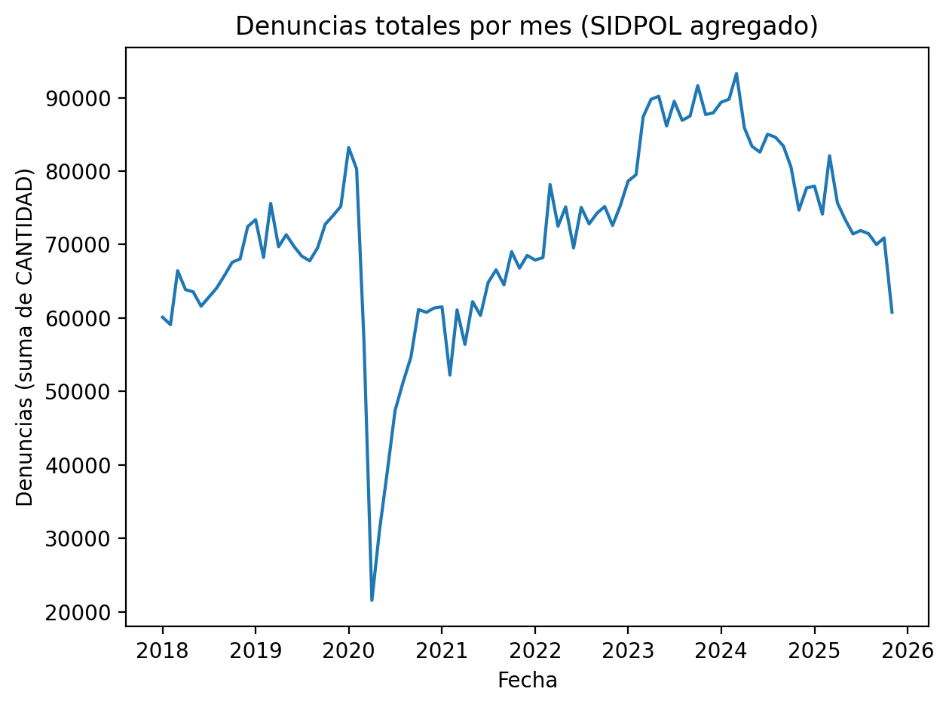 Denuncias totales por mes (SIDPOL agregado)
Denuncias (suma de CANTIDAD)
90000
80000
70000
60000
50000
40000
30000
20000
2018 2019 2020 2021 2022 2023 2024 2025 2026
Fecha